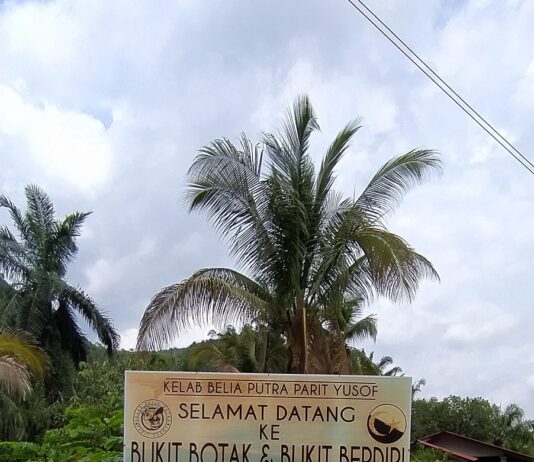 KELAB BELIA PUTRA PARIT YUSOF
SELAMAT DATANG
KE
BUKIT BOTAK & BUKIT BERDIRI